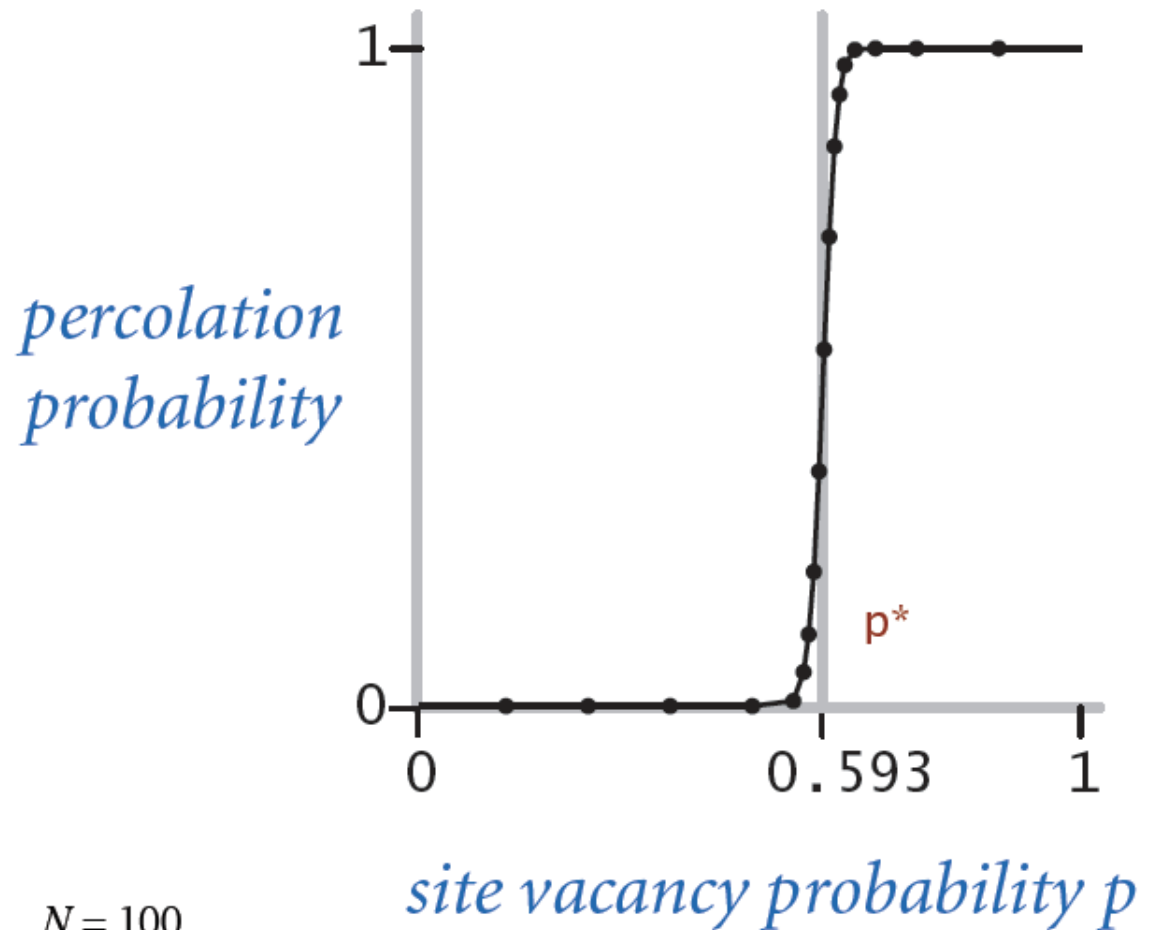 1
percolation
probability
p*
0
0 0.593 1
site vacancy probability p
N = 100